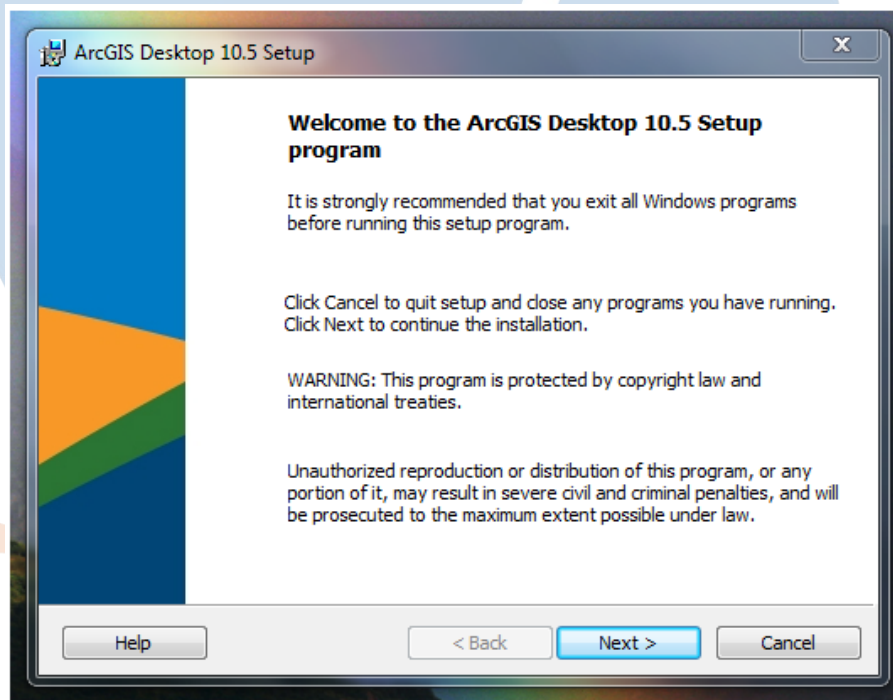 ArcGIS Desktop 10.5 Setup
X
Welcome to the ArcGIS Desktop 10.5 Setup
program
It is strongly recommended that you exit all Windows programs
before running this setup program.
Click Cancel to quit setup and close any programs you have running.
Click Next to continue the installation.
WARNING: This program is protected by copyright law and
international treaties.
Unauthorized reproduction or distribution of this program, or any
portion of it, may result in severe civil and criminal penalties, and will
be prosecuted to the maximum extent possible under law.
Help < Back Next > Cancel